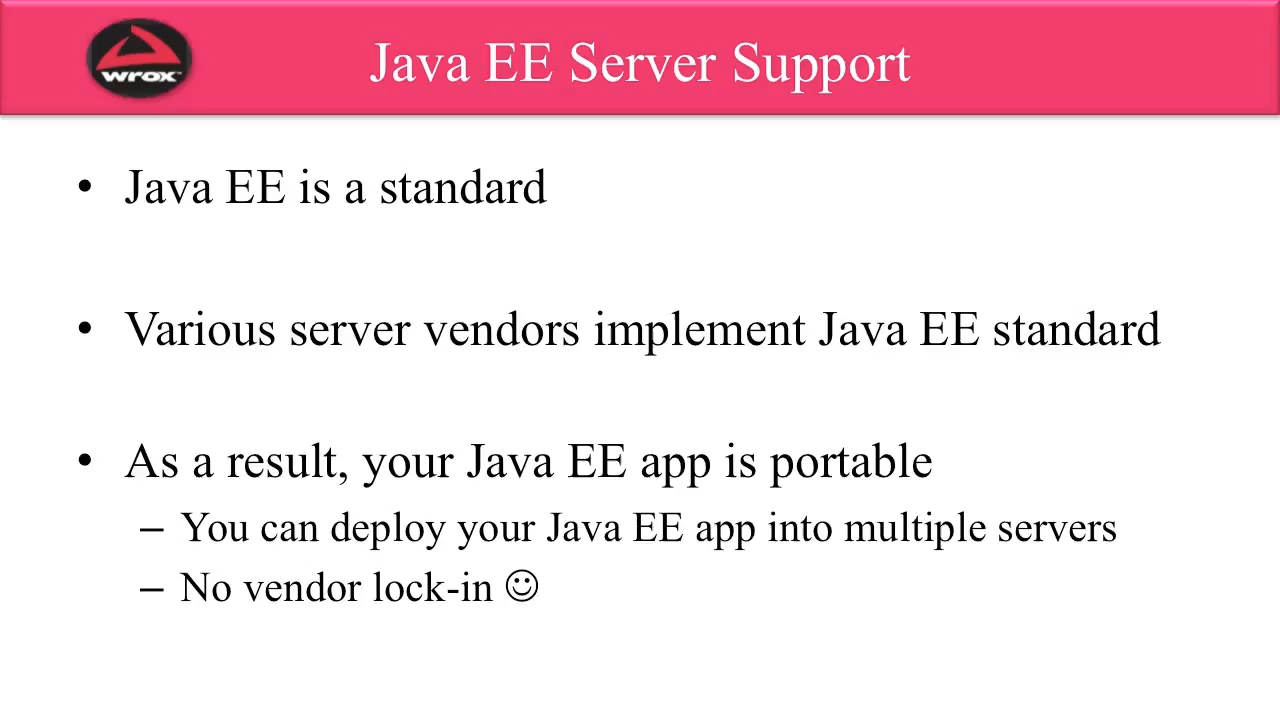 wrox™
Java EE Server Support
• Java EE is a standard
• Various server vendors implement Java EE standard
• As a result, your Java EE app is portable
– You can deploy your Java EE app into multiple servers
– No vendor lock-in ☺